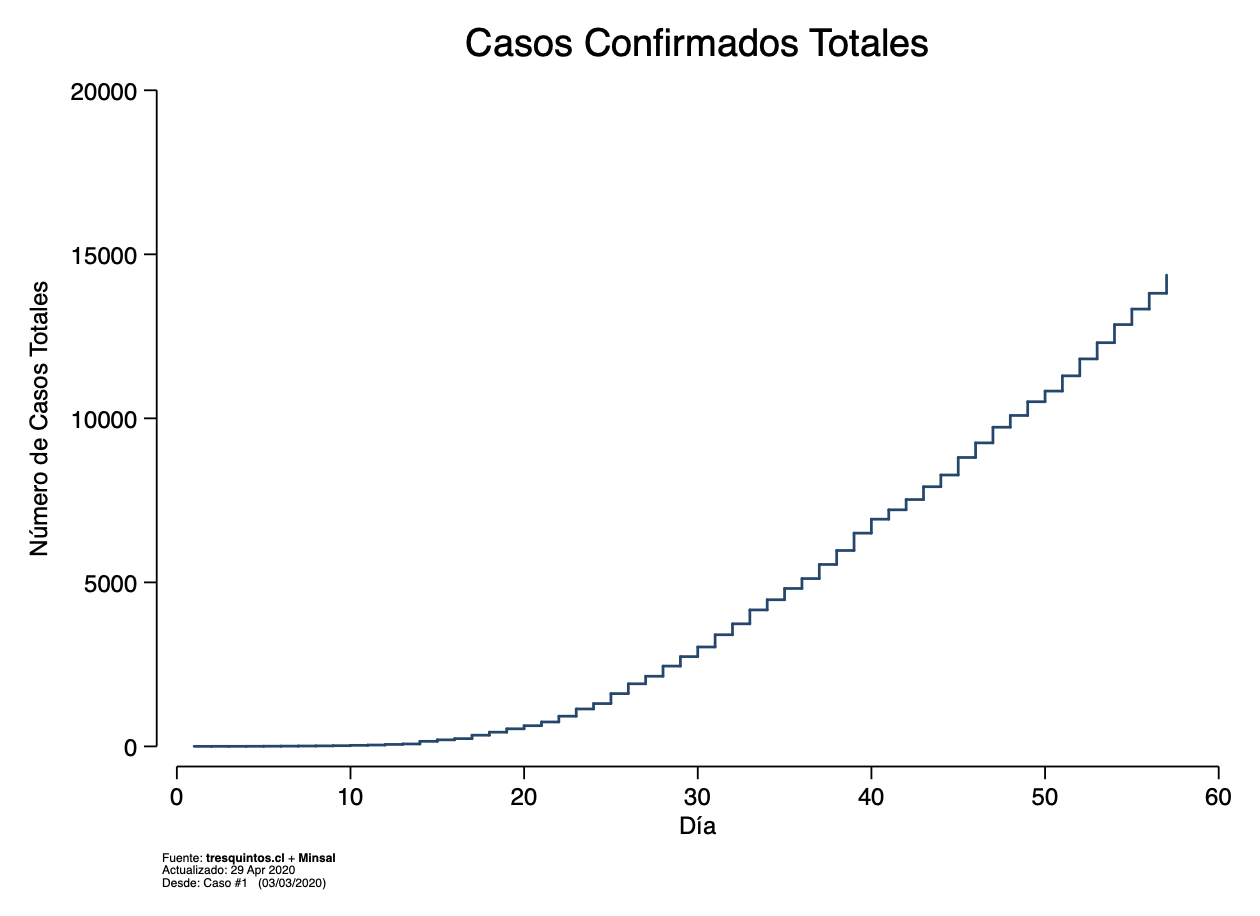 Casos Confirmados Totales
20000
15000
10000
5000
0
Número de Casos Totales
0 10 20 30 40 50 60
Día
Fuente: tresquintos.cl + Minsal
Actualizado: 29 Apr 2020
Desde: Caso #1 (03/03/2020)